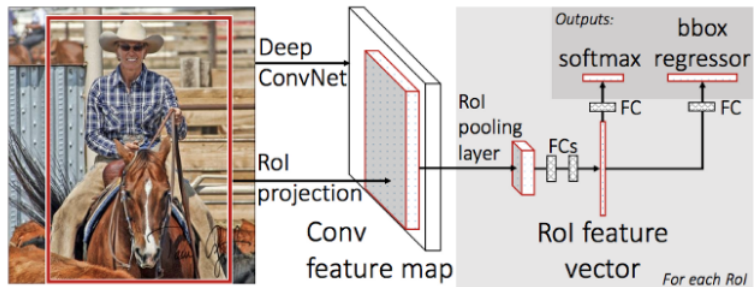 Deep
ConvNet
RoI
projection
Conv
feature map
RoI
pooling
layer
FCs
RoI feature
vector
Outputs:
softmax
bbox
regressor
FC
FC
For each RoI